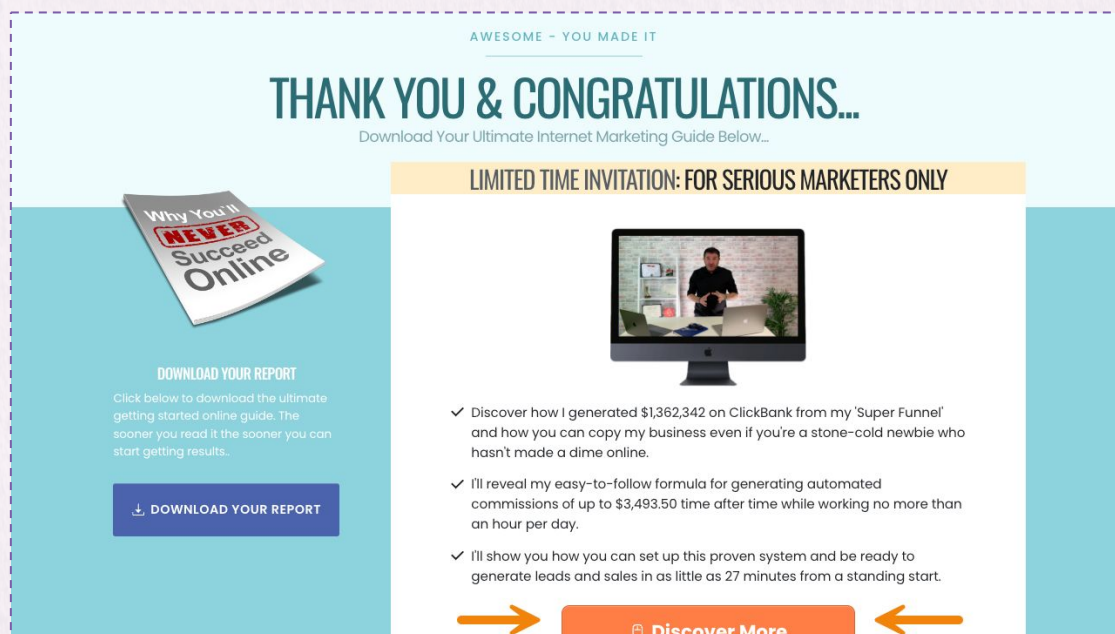 AWESOME - YOU MADE IT
THANK YOU & CONGRATULATIONS...
Download Your Ultimate Internet Marketing Guide Below...
LIMITED TIME INVITATION: FOR SERIOUS MARKETERS ONLY
Why You'll
NEVER
Succeed
Online
DOWNLOAD YOUR REPORT
Click below to download the ultimate
getting started online guide. The
sooner you read it the sooner you can
start getting results..
DOWNLOAD YOUR REPORT
Discover how I generated $1,362,342 on ClickBank from my 'Super Funnel'
and how you can copy my business even if you're a stone-cold newbie who
hasn't made a dime online.
I'll reveal my easy-to-follow formula for generating automated
commissions of up to $3,493.50 time after time while working no more than
an hour per day.
I'll show you how you can set up this proven system and be ready to
generate leads and sales in as little as 27 minutes from a standing start.
Discover More